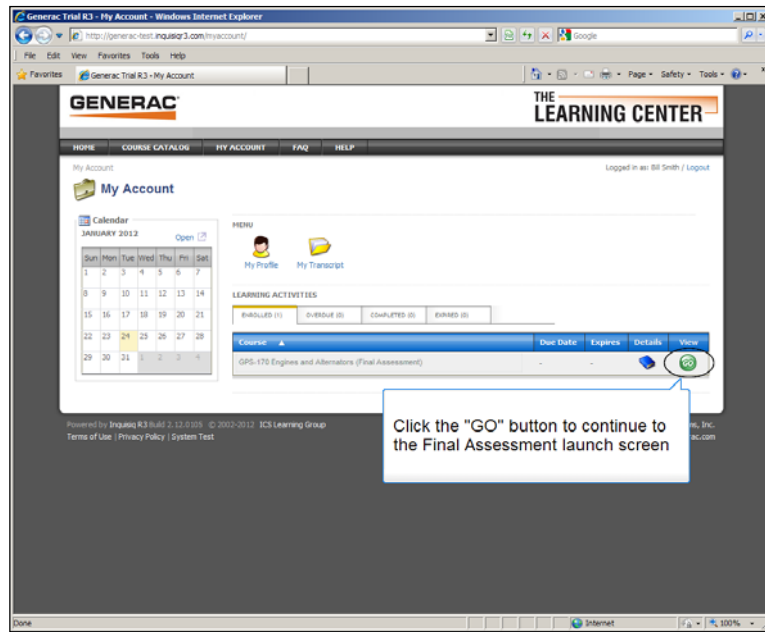 Generac Trial R3 - My Account - Windows Internet Explorer
http://generac-test.inquisiqr3.com/myaccount/
Google
File Edit View Favorites Tools Help
Favorites Generac Trial R3 - My Account Page Safety Tools
GENERAC
THE LEARNING CENTER
HOME COURSE CATALOG MY ACCOUNT FAQ HELP
My Account Logged in as: Bill Smith / Logout
My Account
Calendar
JANUARY 2012 Open
Sun Mon Tue Wed Thu Fri Sat
1 2 3 4 5 6 7
8 9 10 11 12 13 14
15 16 17 18 19 20 21
22 23 24 25 26 27 28
29 30 31 1 2 3 4
MENU
My Profile My Transcript
LEARNING ACTIVITIES
ENROLLED (1) OVERDUE (0) COMPLETED (0) EXPIRED (0)
Course Due Date Expires Details View
GPS-170 Engines and Alternators (Final Assessment) - - GO
Click the "GO" button to continue to
the Final Assessment launch screen
Powered by Inquisiq R3 Build 2.12.0105 © 2002-2012 ICS Learning Group ms, Inc.
Terms of Use | Privacy Policy | System Test ac.com
Done Internet 100%